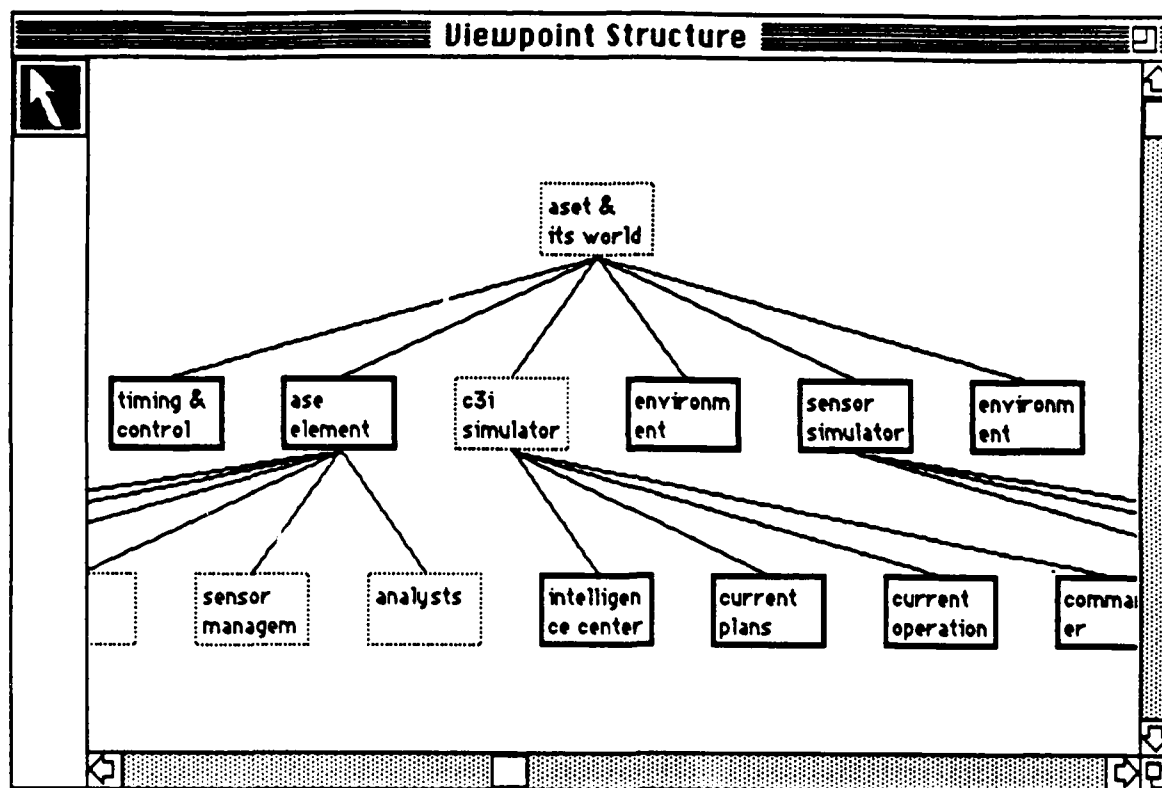 Viewpoint Structure
aset &
its world
timing &
control
ase
element
c3i
simulator
environm
ent
sensor
simulator
environm
ent
sensor
managem
analysts
intelligen
ce center
current
plans
current
operation
comma
er